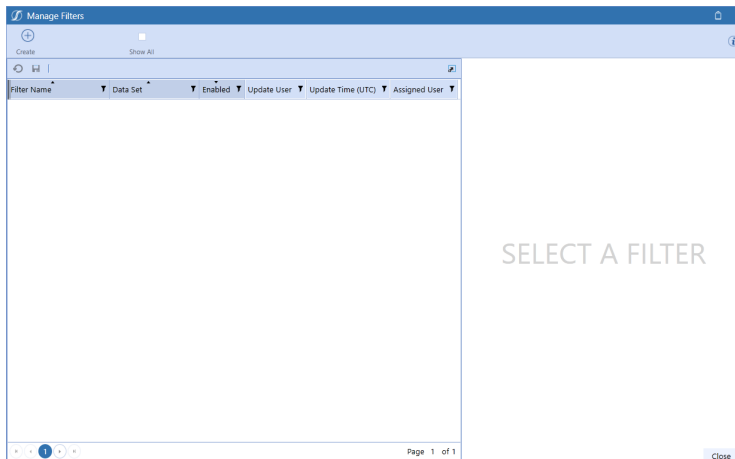 Manage Filters
Create
Show All
Filter Name Data Set Enabled Update User Update Time (UTC) Assigned User
SELECT A FILTER
1
Page 1 of 1
Close